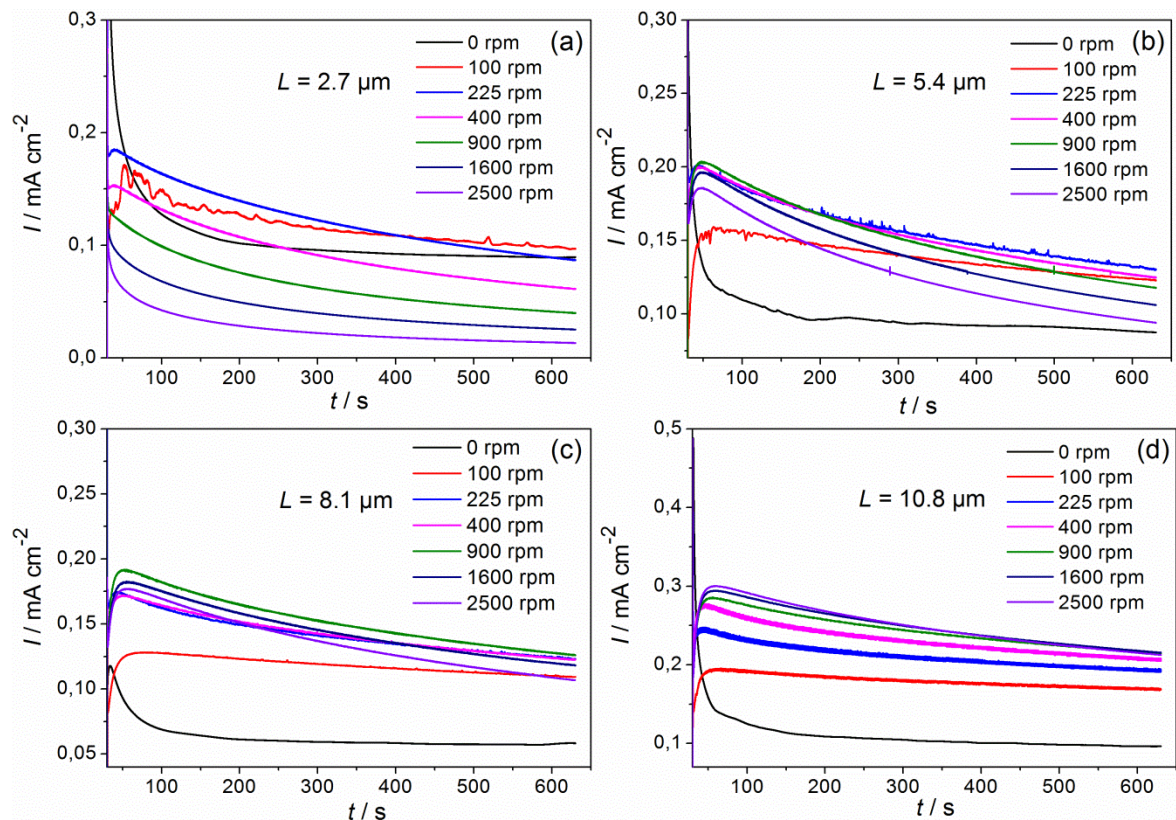 (a)
L = 2.7 µm
0 rpm
100 rpm
225 rpm
400 rpm
900 rpm
1600 rpm
2500 rpm
0,3
0,2
0,1
0,0
I / mA cm-2
100 200 300 400 500 600
t / s
(b)
L = 5.4 µm
0 rpm
100 rpm
225 rpm
400 rpm
900 rpm
1600 rpm
2500 rpm
0,30
0,25
0,20
0,15
0,10
I / mA cm-2
100 200 300 400 500 600
t / s
(c)
L = 8.1 µm
0 rpm
100 rpm
225 rpm
400 rpm
900 rpm
1600 rpm
2500 rpm
0,30
0,25
0,20
0,15
0,10
0,05
I / mA cm-2
100 200 300 400 500 600
t / s
(d)
L = 10.8 µm
0 rpm
100 rpm
225 rpm
400 rpm
900 rpm
1600 rpm
2500 rpm
0,5
0,4
0,3
0,2
0,1
I / mA cm-2
100 200 300 400 500 600
t / s